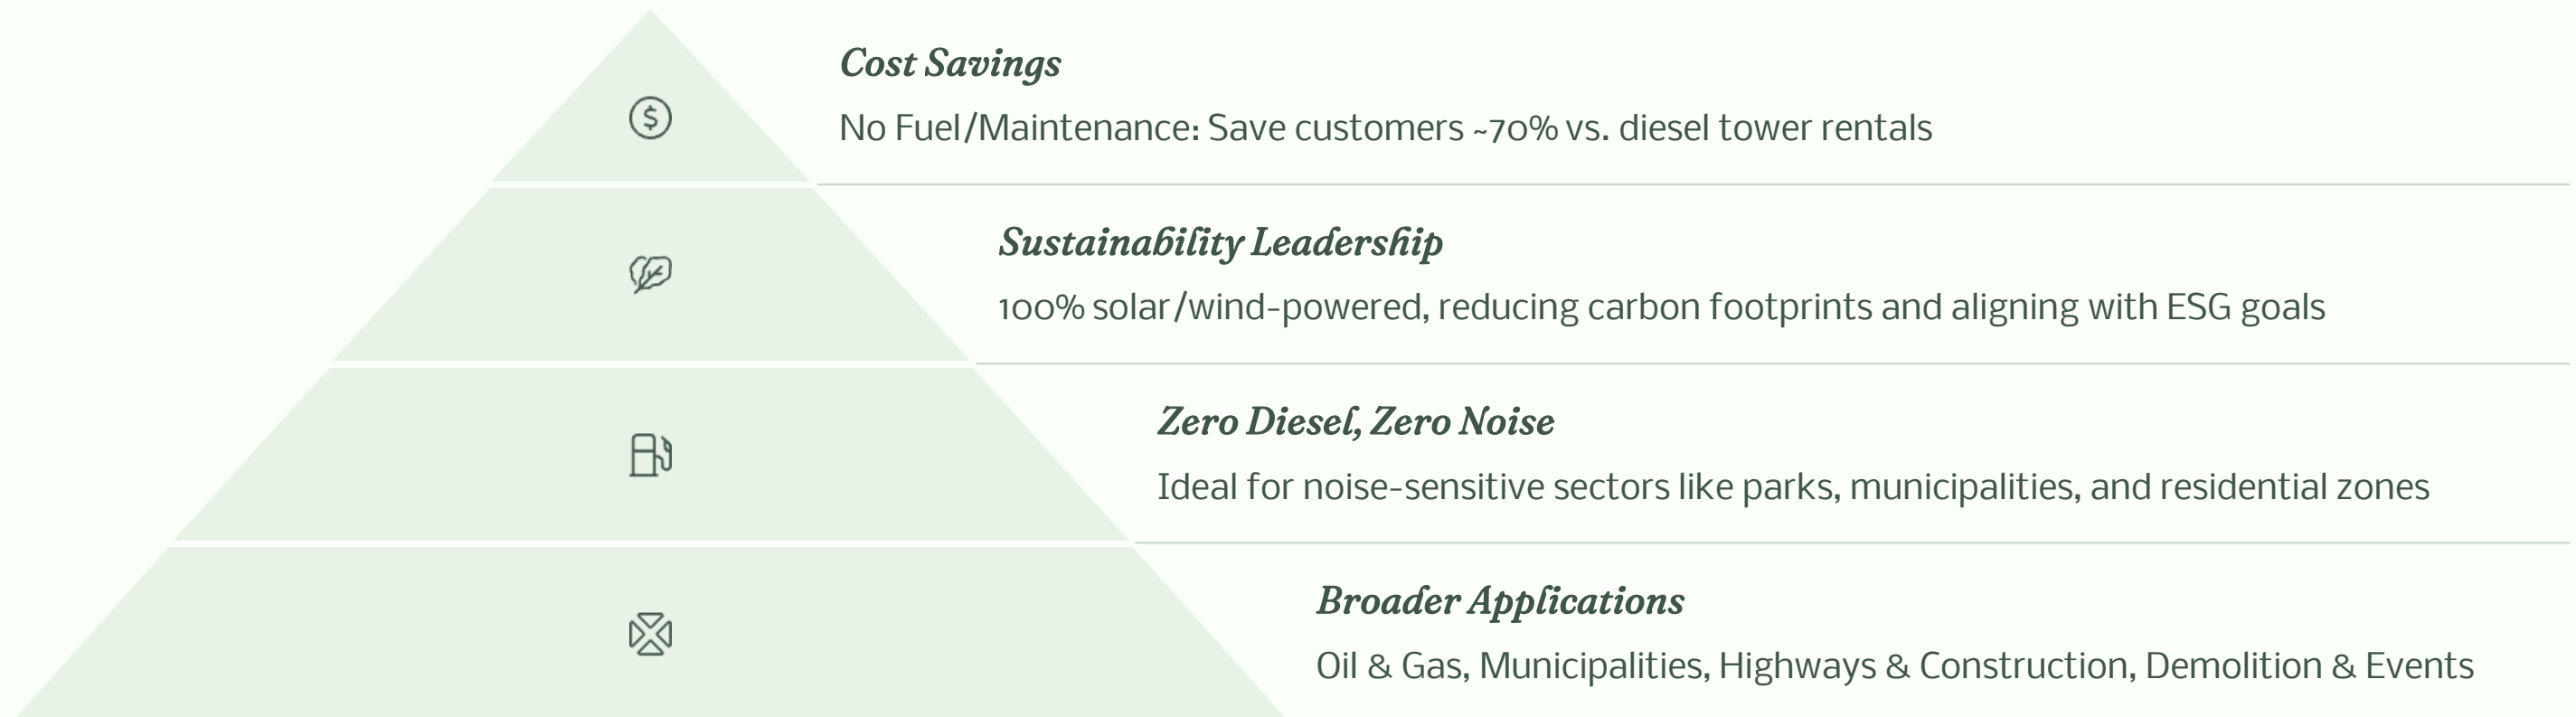 Cost Savings
No Fuel/Maintenance: Save customers ~70% vs. diesel tower rentals
Sustainability Leadership
100% solar/wind-powered, reducing carbon footprints and aligning with ESG goals
Zero Diesel, Zero Noise
Ideal for noise-sensitive sectors like parks, municipalities, and residential zones
Broader Applications
Oil & Gas, Municipalities, Highways & Construction, Demolition & Events